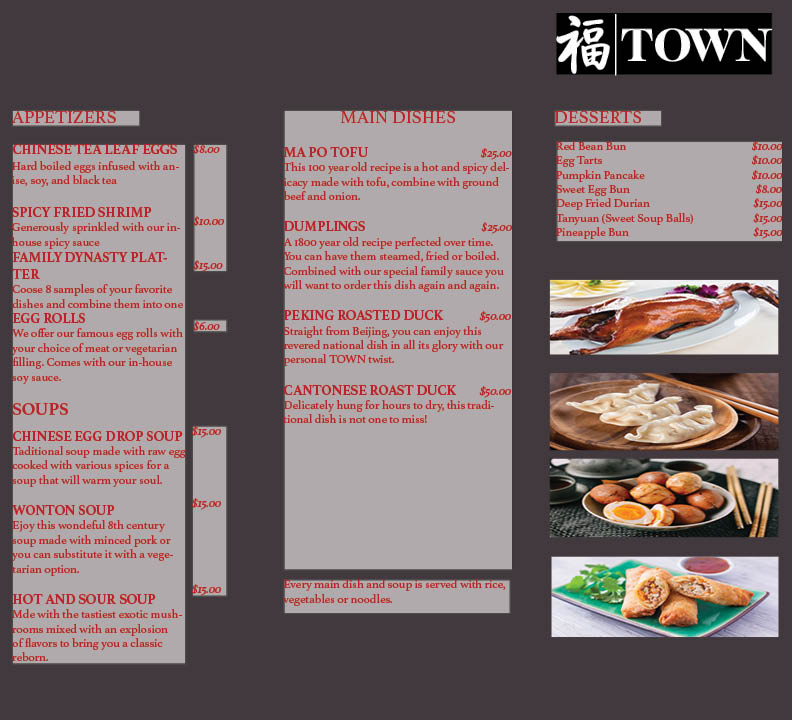 福 TOWN
APPETIZERS
CHINESE TEA LEAF EGGS $8.00
Hard boiled eggs infused with an-
ise, soy, and black tea
SPICY FRIED SHRIMP $10.00
Generously sprinkled with our in-
house spicy sauce
FAMILY DYNASTY PLAT- $15.00
TER
Coose 8 samples of your favorite
dishes and combine them into one
EGG ROLLS $6.00
We offer our famous egg rolls with
your choice of meat or vegetarian
filling. Comes with our in-house
soy sauce.
SOUPS
CHINESE EGG DROP SOUP $15.00
Taditional soup made with raw egg
cooked with various spices for a
soup that will warm your soul.
WONTON SOUP $15.00
Ejoy this wondeful 8th century
soup made with minced pork or
you can substitute it with a vege-
tarian option.
HOT AND SOUR SOUP $15.00
Mde with the tastiest exotic mush-
rooms mixed with an explosion
of flavors to bring you a classic
reborn.
MAIN DISHES
MA PO TOFU $25.00
This 100 year old recipe is a hot and spicy del-
icacy made with tofu, combine with ground
beef and onion.
DUMPLINGS $25.00
A 1800 year old recipe perfected over time.
You can have them steamed, fried or boiled.
Combined with our special family sauce you
will want to order this dish again and again.
PEKING ROASTED DUCK $50.00
Straight from Beijing, you can enjoy this
revered national dish in all its glory with our
personal TOWN twist.
CANTONESE ROAST DUCK $50.00
Delicately hung for hours to dry, this tradi-
tional dish is not one to miss!
Every main dish and soup is served with rice,
vegetables or noodles.
DESSERTS
Red Bean Bun $10.00
Egg Tarts $10.00
Pumpkin Pancake $10.00
Sweet Egg Bun $8.00
Deep Fried Durian $15.00
Tanyuan (Sweet Soup Balls) $15.00
Pineapple Bun $15.00